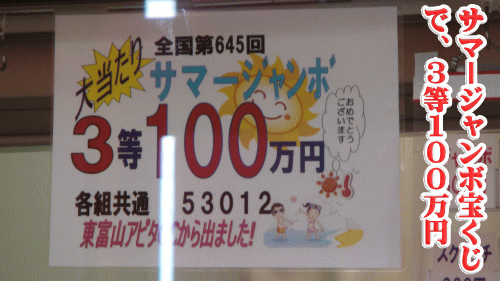 全国第645回
大当たり
サマージャンボ
3等100万円
おめでとう
ございます
各組共通 53012
東富山アピタ
から出ました!
サマージャンボ宝くじ
で、3等100万円